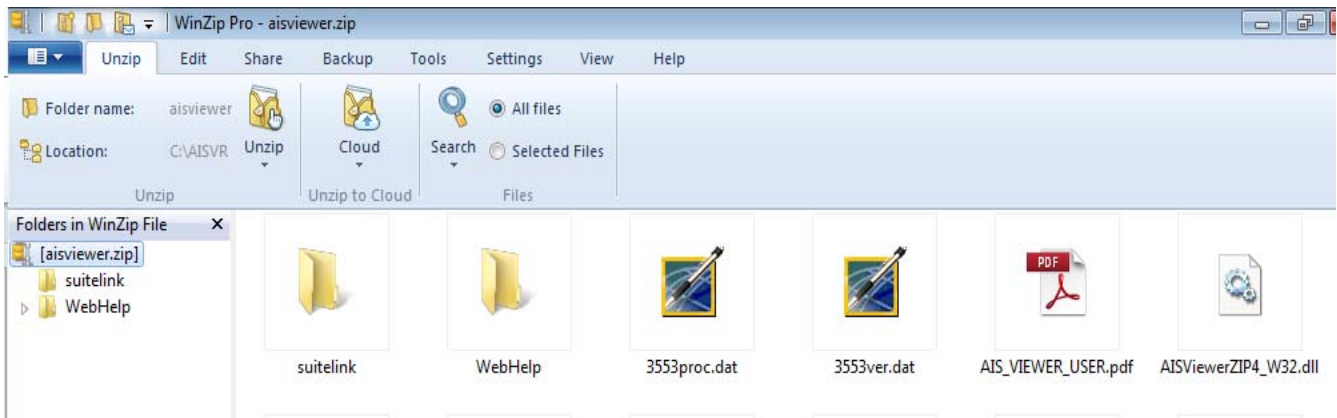 WinZip Pro - aisviewer.zip
Unzip Edit Share Backup Tools Settings View Help
Folder name: aisviewer
Location: C:\AISVR
Unzip
Cloud
Search
All files
Selected Files
Unzip
Unzip to Cloud
Files
Folders in WinZip File X
[aisviewer.zip]
suitelink
WebHelp
suitelink
WebHelp
3553proc.dat
3553ver.dat
PDF
AIS_VIEWER_USER.pdf
AISViewerZIP4_W32.dll